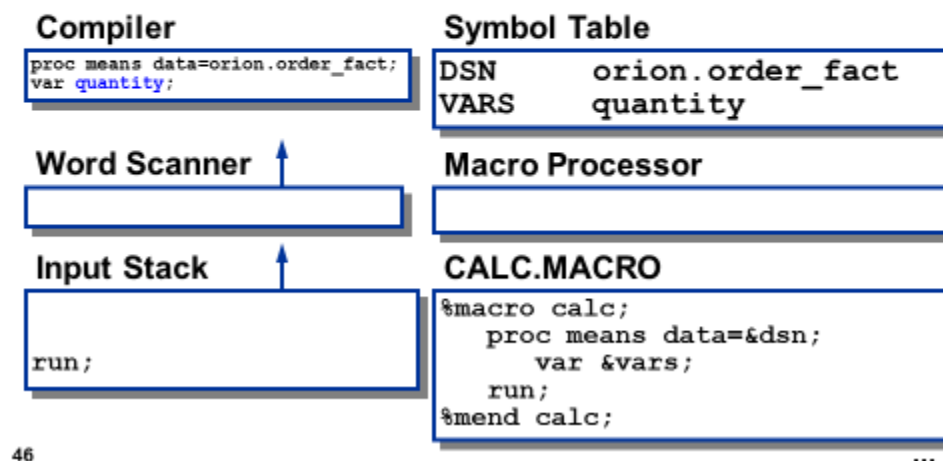 Compiler
proc means data=orion.order_fact;
var quantity;
Symbol Table
DSN orion.order_fact
VARS quantity
Word Scanner
Macro Processor
Input Stack
run;
CALC.MACRO
%macro calc;
proc means data=&dsn;
var &vars;
run;
%mend calc;
46
...